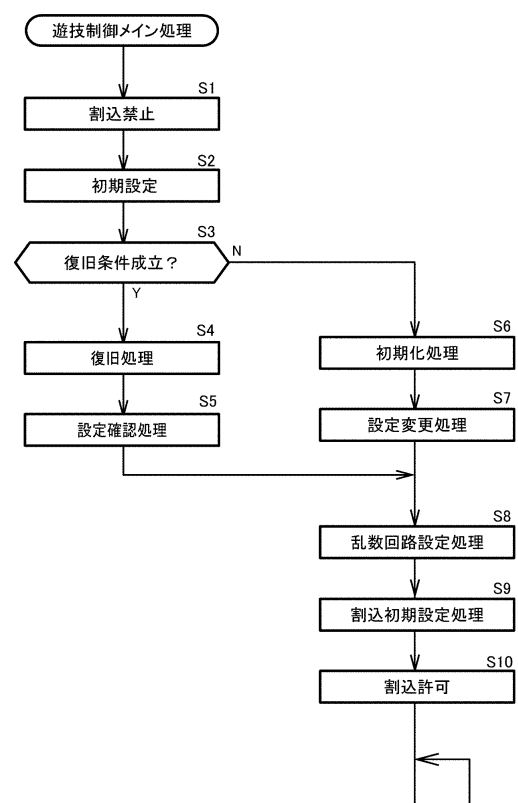 遊技制御メイン処理
S1
割込禁止
S2
初期設定
S3
復旧条件成立？
N
Y
S4
復旧処理
S5
設定確認処理
S6
初期化処理
S7
設定変更処理
S8
乱数回路設定処理
S9
割込初期設定処理
S10
割込許可